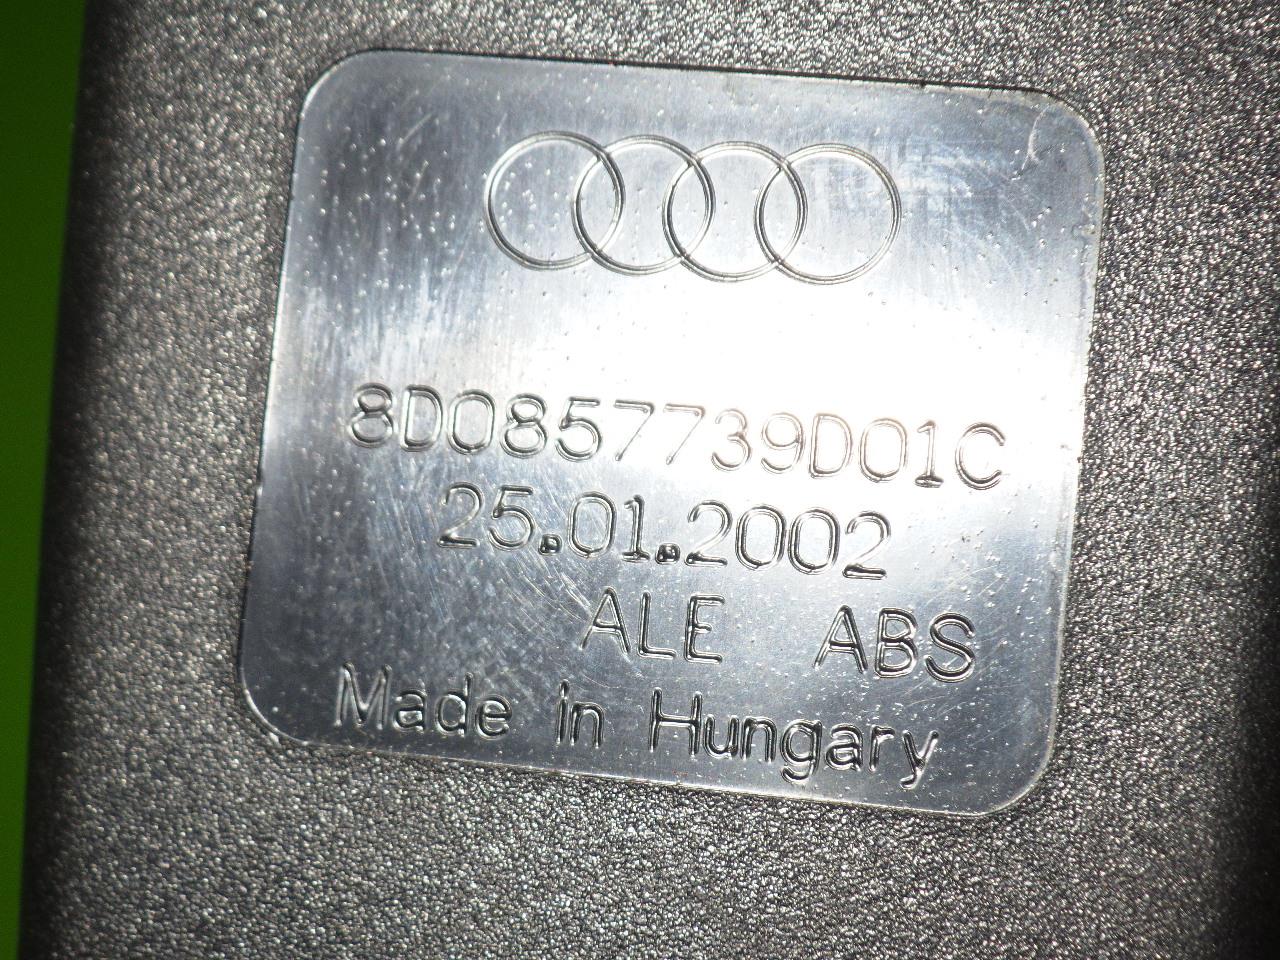 8D0857739D01C
25.01.2002
ALE ABS
Made in Hungary